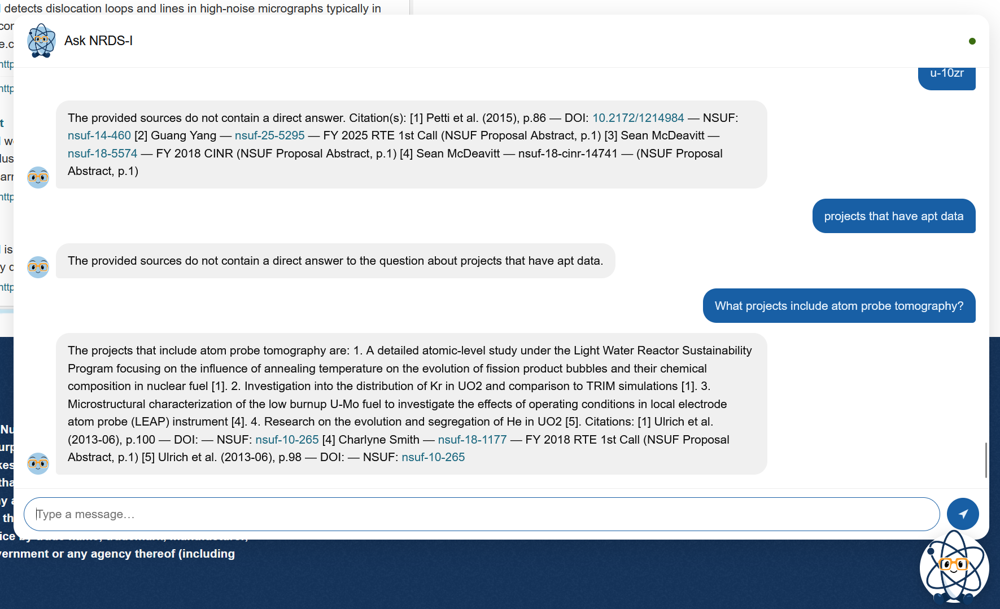 detects dislocation loops and lines in high-noise micrographs typically in
Ask NRDS-I
u-10zr
The provided sources do not contain a direct answer. Citation(s): [1] Petti et al. (2015), p.86 — DOI: 10.2172/1214984 — NSUF:
nsuf-14-460 [2] Guang Yang — nsuf-25-5295 — FY 2025 RTE 1st Call (NSUF Proposal Abstract, p.1) [3] Sean McDeavitt —
nsuf-18-5574 — FY 2018 CINR (NSUF Proposal Abstract, p.1) [4] Sean McDeavitt — nsuf-18-cinr-14741 — (NSUF Proposal
Abstract, p.1)
projects that have apt data
The provided sources do not contain a direct answer to the question about projects that have apt data.
What projects include atom probe tomography?
The projects that include atom probe tomography are: 1. A detailed atomic-level study under the Light Water Reactor Sustainability
Program focusing on the influence of annealing temperature on the evolution of fission product bubbles and their chemical
composition in nuclear fuel [1]. 2. Investigation into the distribution of Kr in UO2 and comparison to TRIM simulations [1]. 3.
Microstructural characterization of the low burnup U-Mo fuel to investigate the effects of operating conditions in local electrode
atom probe (LEAP) instrument [4]. 4. Research on the evolution and segregation of He in UO2 [5]. Citations: [1] Ulrich et al.
(2013-06), p.100 — DOI: — NSUF: nsuf-10-265 [4] Charlyne Smith — nsuf-18-1177 — FY 2018 RTE 1st Call (NSUF Proposal
Abstract, p.1) [5] Ulrich et al. (2013-06), p.98 — DOI: — NSUF: nsuf-10-265
Type a message…
vernment or any agency thereof (including